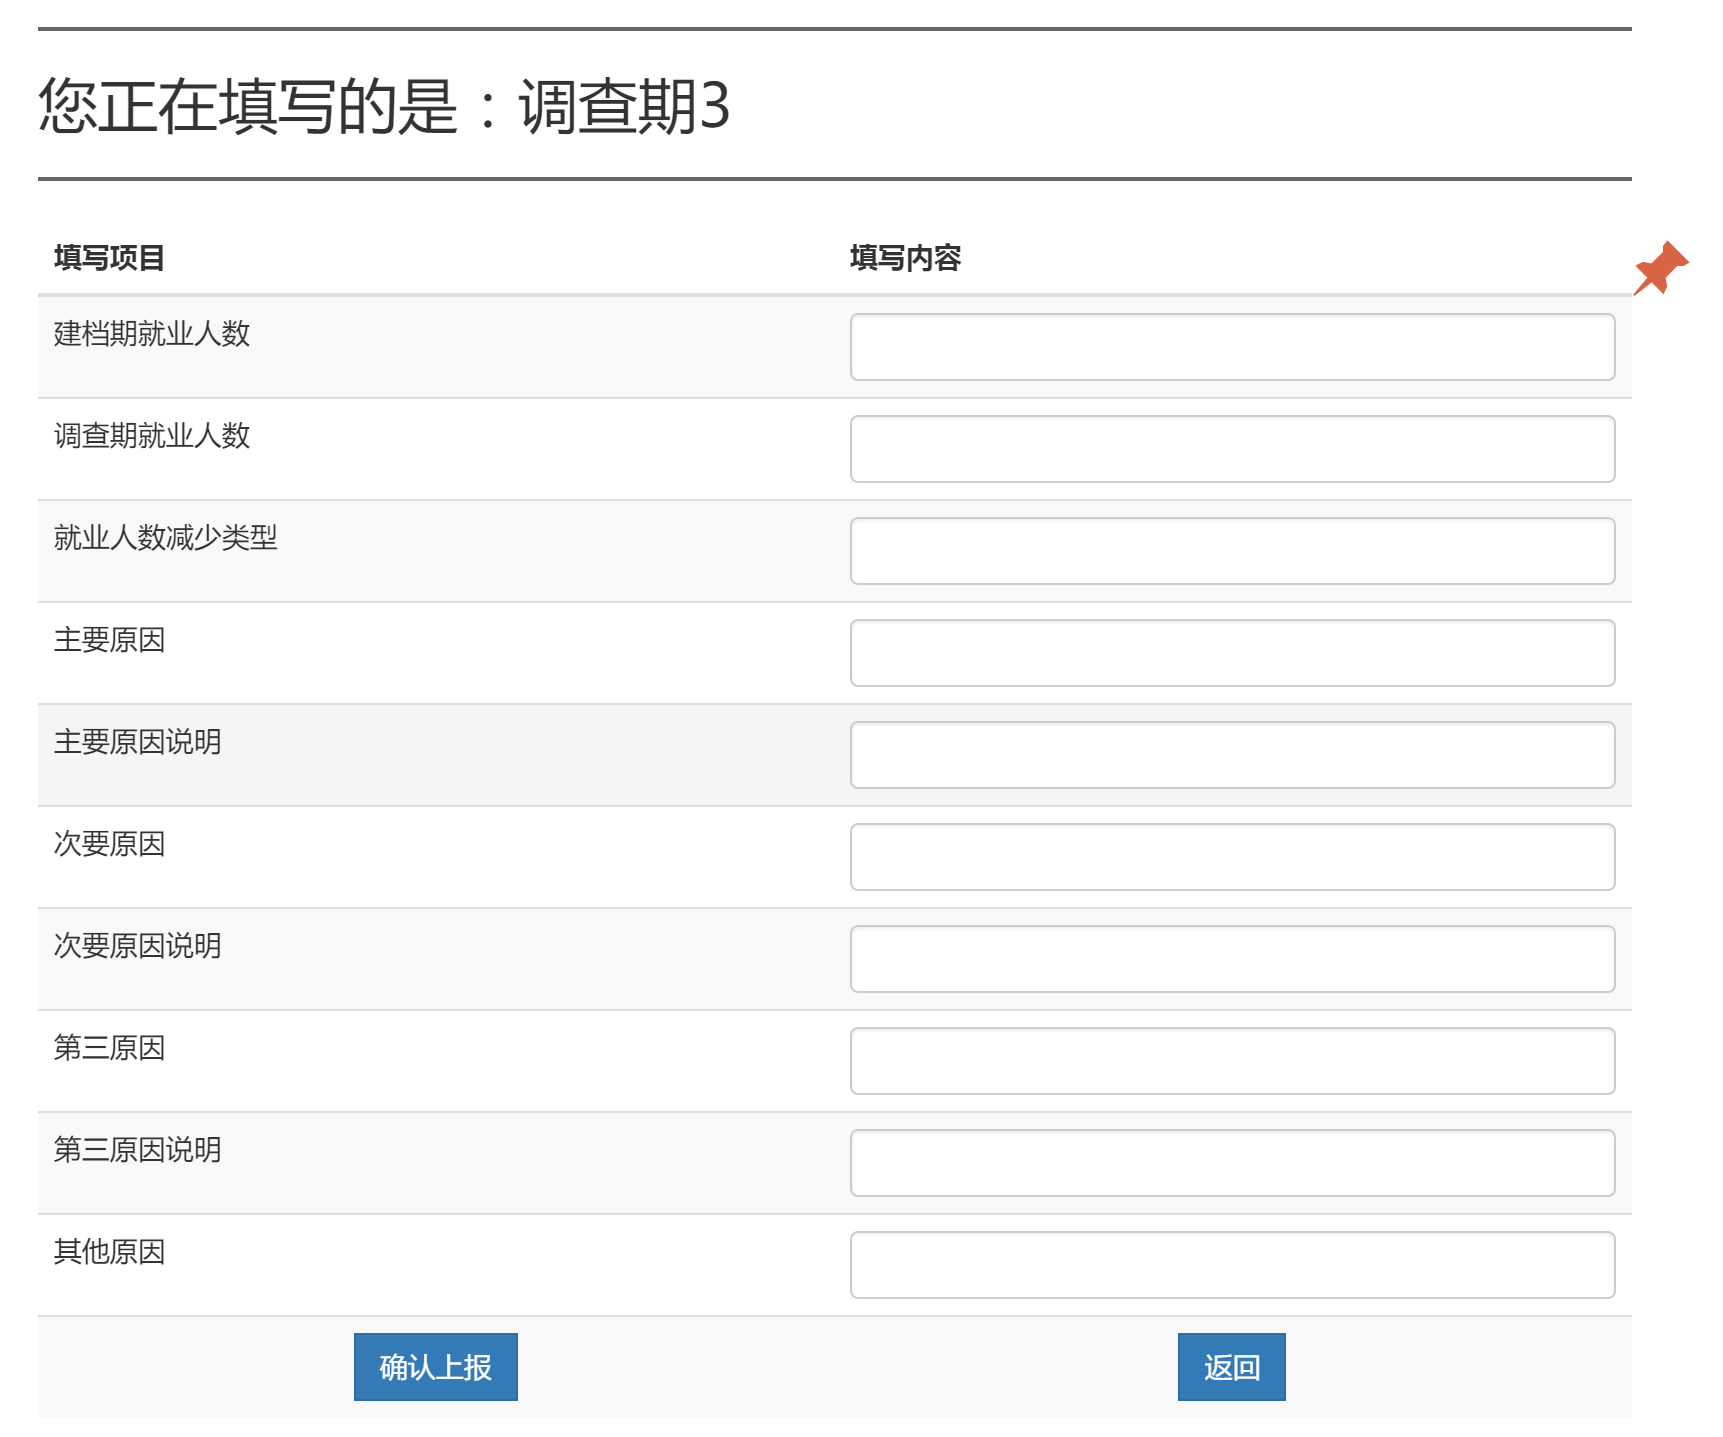 您正在填写的是：调查期3
填写项目 填写内容
建档期就业人数
调查期就业人数
就业人数减少类型
主要原因
主要原因说明
次要原因
次要原因说明
第三原因
第三原因说明
其他原因
确认上报 返回